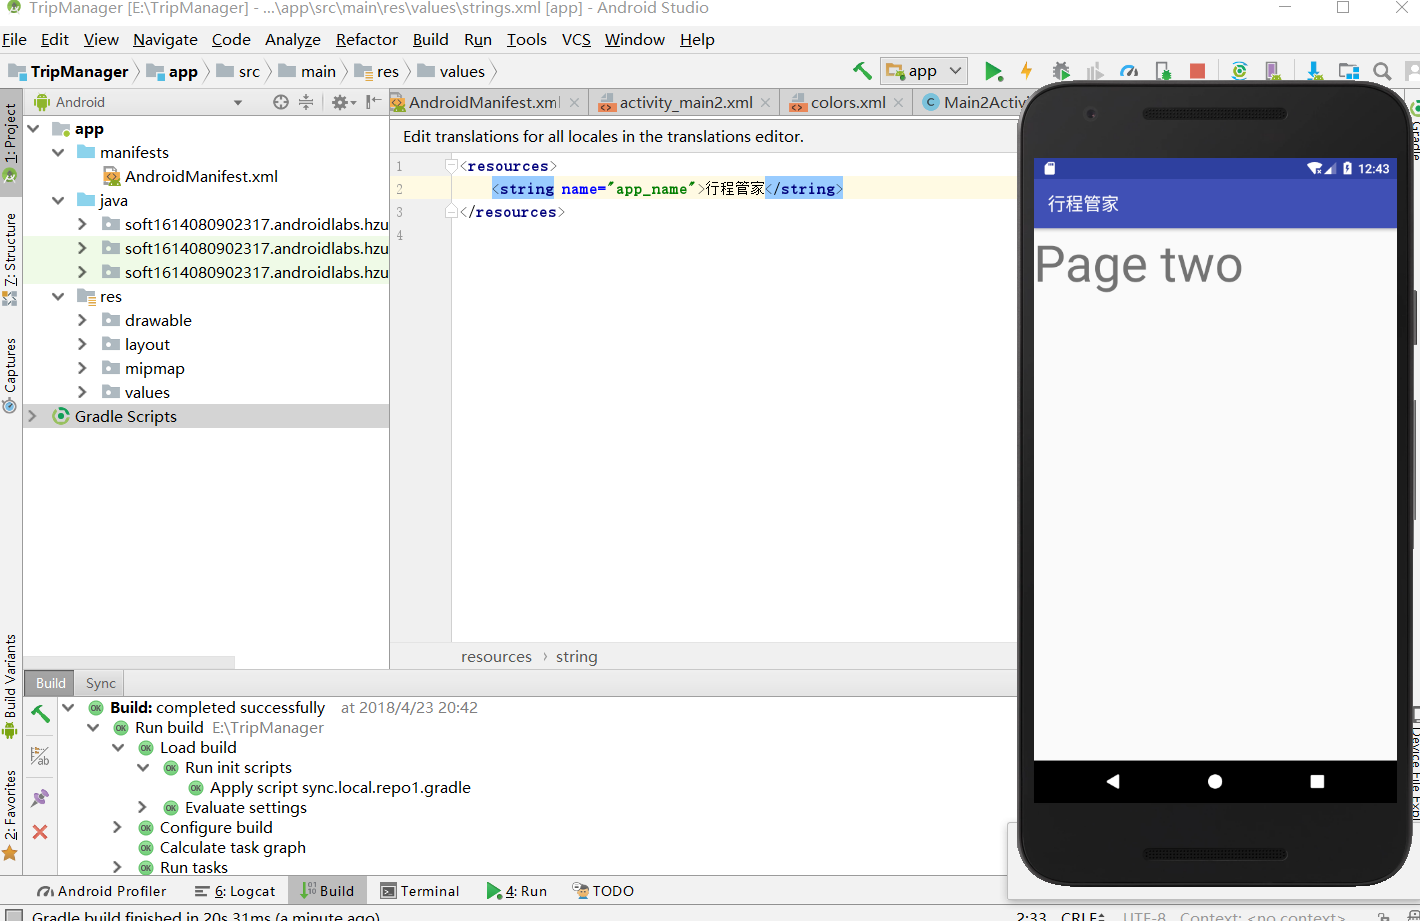 TripManager [E:\TripManager] - ...\app\src\main\res\values\strings.xml [app] - Android Studio
File Edit View Navigate Code Analyze Refactor Build Run Tools VCS Window Help
TripManager app src main res values
app
1: Project
Android
AndroidManifest.xml activity_main2.xml colors.xml Main2Activi
app
manifests
AndroidManifest.xml
java
soft1614080902317.androidlabs.hzu
soft1614080902317.androidlabs.hzu
soft1614080902317.androidlabs.hzu
res
drawable
layout
mipmap
values
Gradle Scripts
Z: Structure
Captures
Build Variants
2: Favorites
Edit translations for all locales in the translations editor.
1 <resources>
2 <string name="app_name">行程管家</string>
3 </resources>
4
resources › string
12:43
行程管家
Page two
Gradle
Device File Expl
Build Sync
Build: completed successfully at 2018/4/23 20:42
Run build E:\TripManager
Load build
Run init scripts
Apply script sync.local.repo1.gradle
Evaluate settings
Configure build
Calculate task graph
Run tasks
Android Profiler 6: Logcat Build Terminal 4: Run TODO
Gradle build finished in 20s 31ms (a minute ago)
2:33 CRLF UTF-8 Context: <no context>